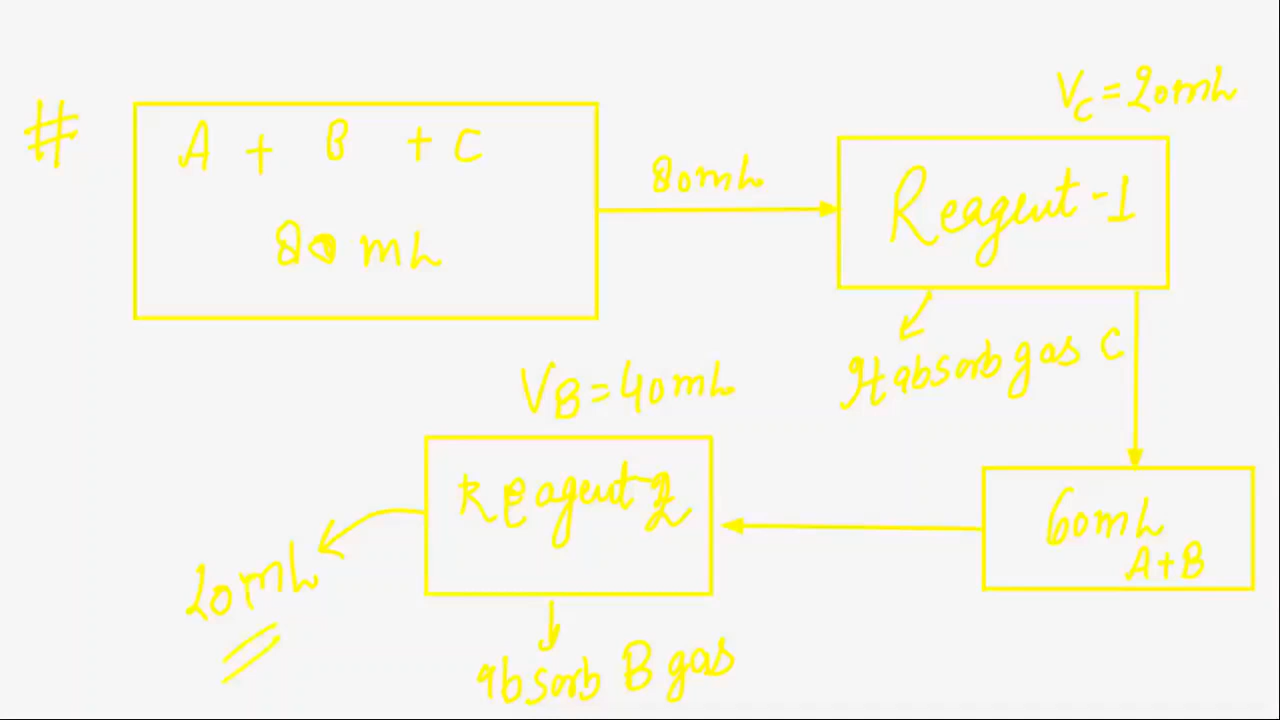 #
A + B + C
80 mL
80mL
VC = 20mL
Reagent-1
It absorb gas C
60mL
A+B
VB = 40mL
Reagent 2
absorb B gas
20mL